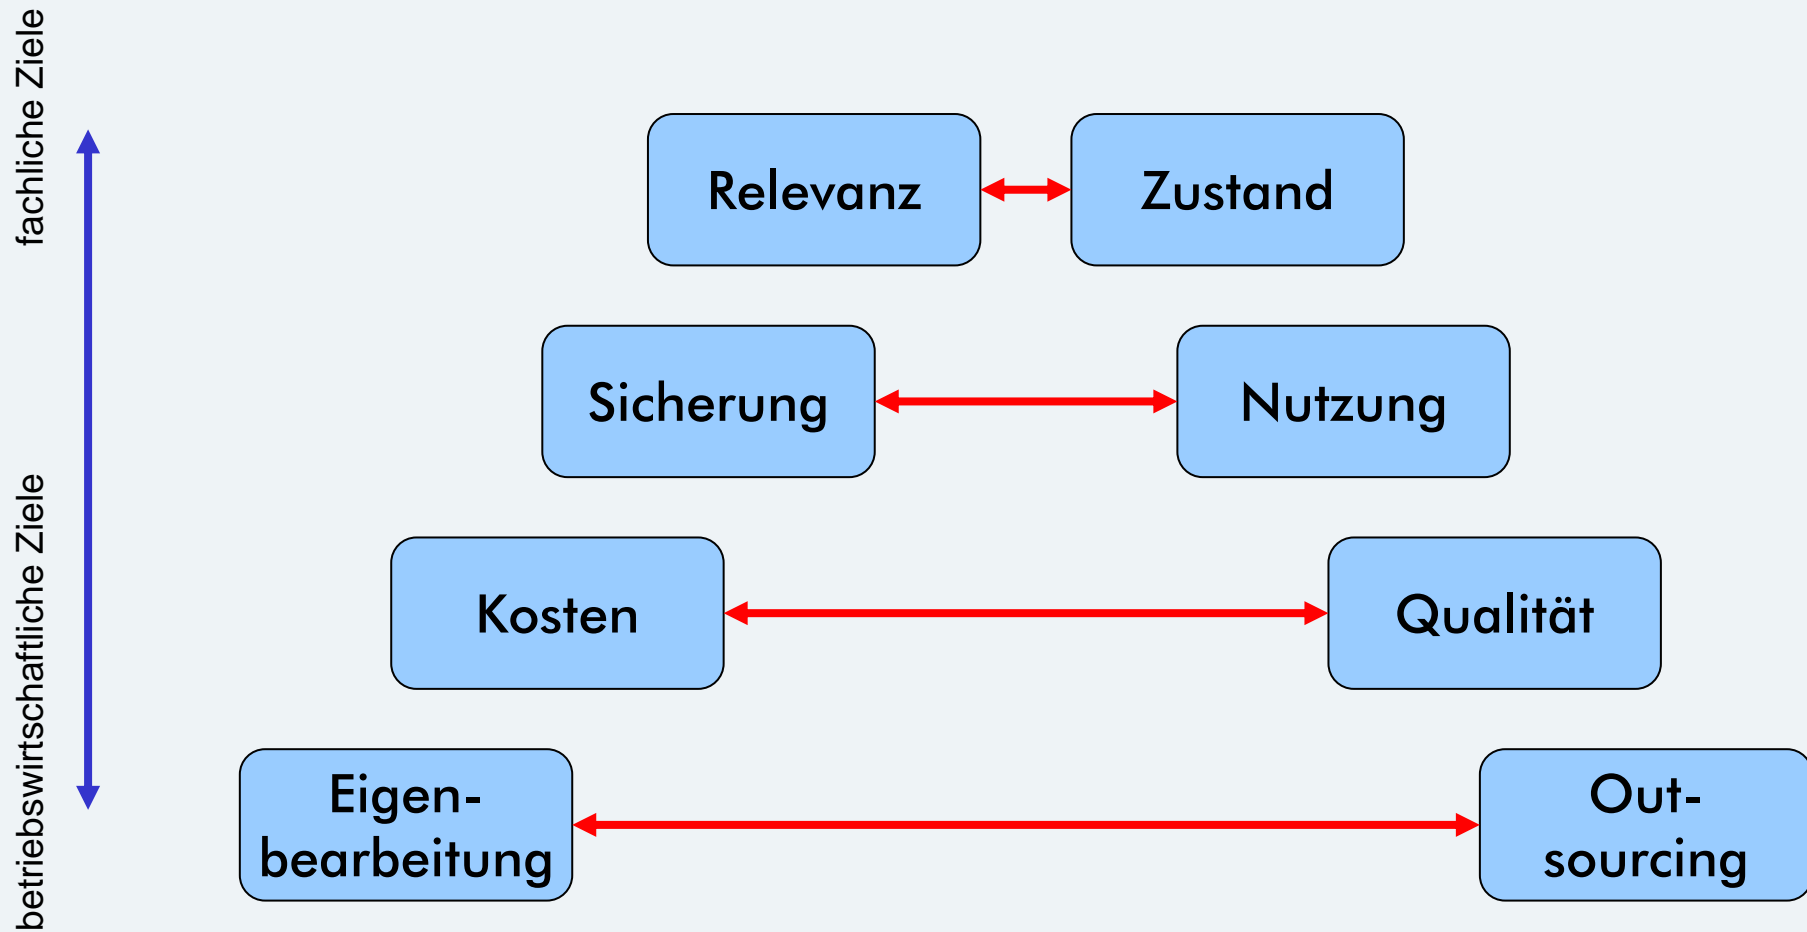 fachliche Ziele
Relevanz
Zustand
Sicherung
Nutzung
betriebswirtschaftliche Ziele
Kosten
Qualität
Eigen-
bearbeitung
Out-
sourcing